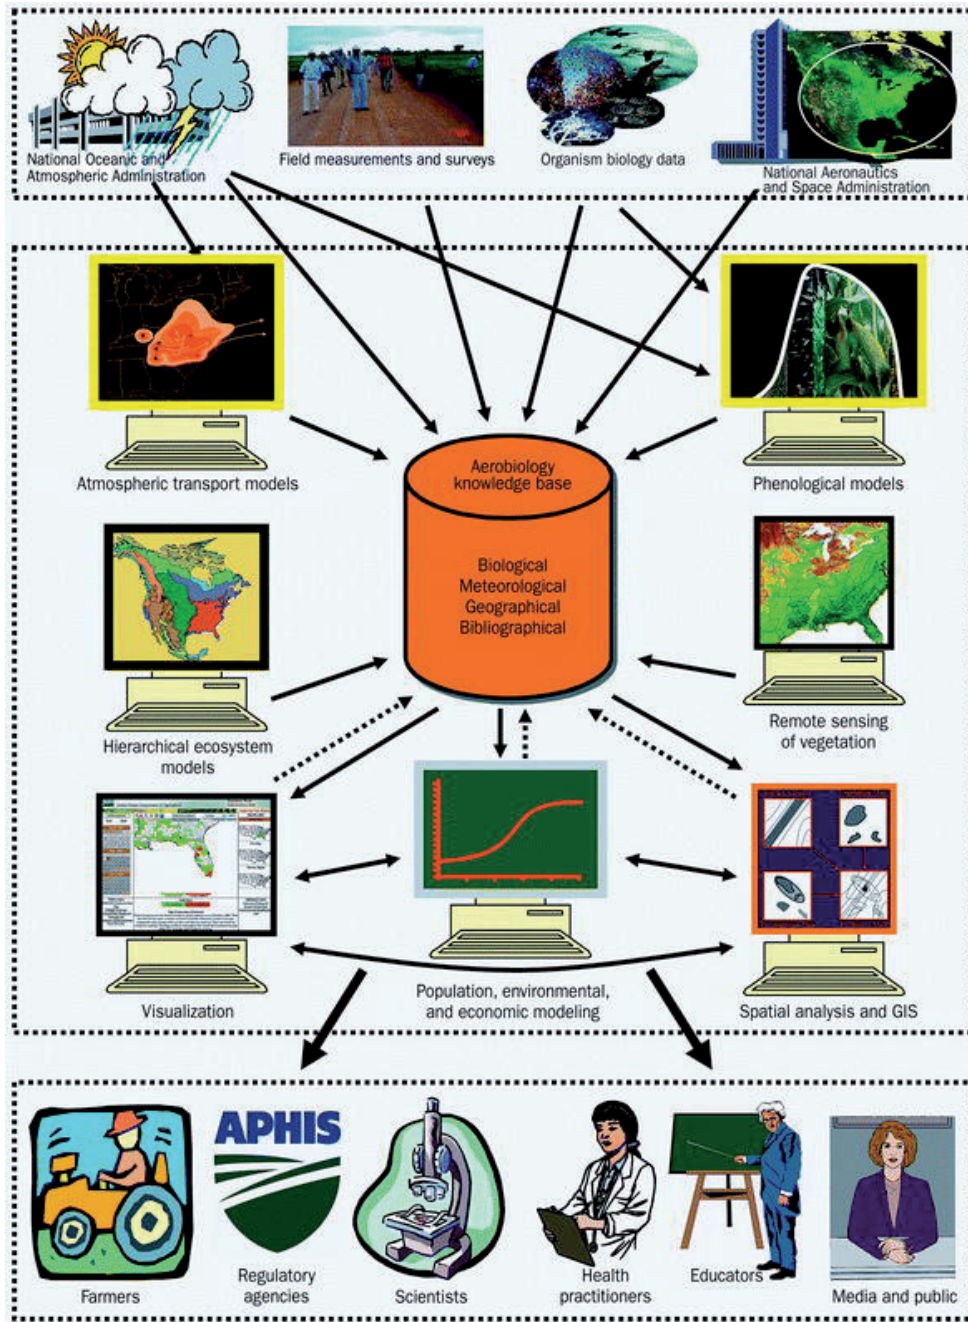 National Oceanic and
Atmospheric Administration
Field measurements and surveys
Organism biology data
National Aeronautics
and Space Administration
Atmospheric transport models
Aerobiology
knowledge base
Phenological models
Biological
Meteorological
Geographical
Bibliographical
Hierarchical ecosystem
models
Remote sensing
of vegetation
Visualization
Population, environmental,
and economic modeling
Spatial analysis and GIS
APHIS
Farmers
Regulatory
agencies
Scientists
Health
practitioners
Educators
Media and public